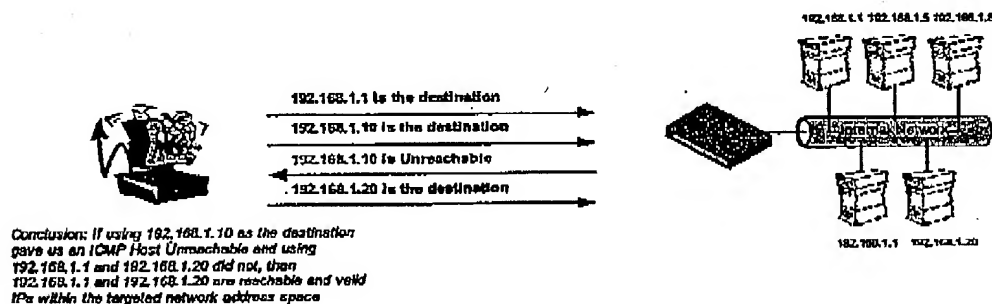 192.168.1.1 192.168.1.5 192.168.1.8
192.168.1.1 is the destination
192.168.1.10 is the destination
192.168.1.10 is Unreachable
192.168.1.20 is the destination
Internal Network
192.168.1.1 192.168.1.20
Conclusion: If using 192.168.1.10 as the destination
gave us an ICMP Host Unreachable and using
192.168.1.1 and 192.168.1.20 did not, than
192.168.1.1 and 192.168.1.20 are reachable and valid
IPs within the targeted network address space